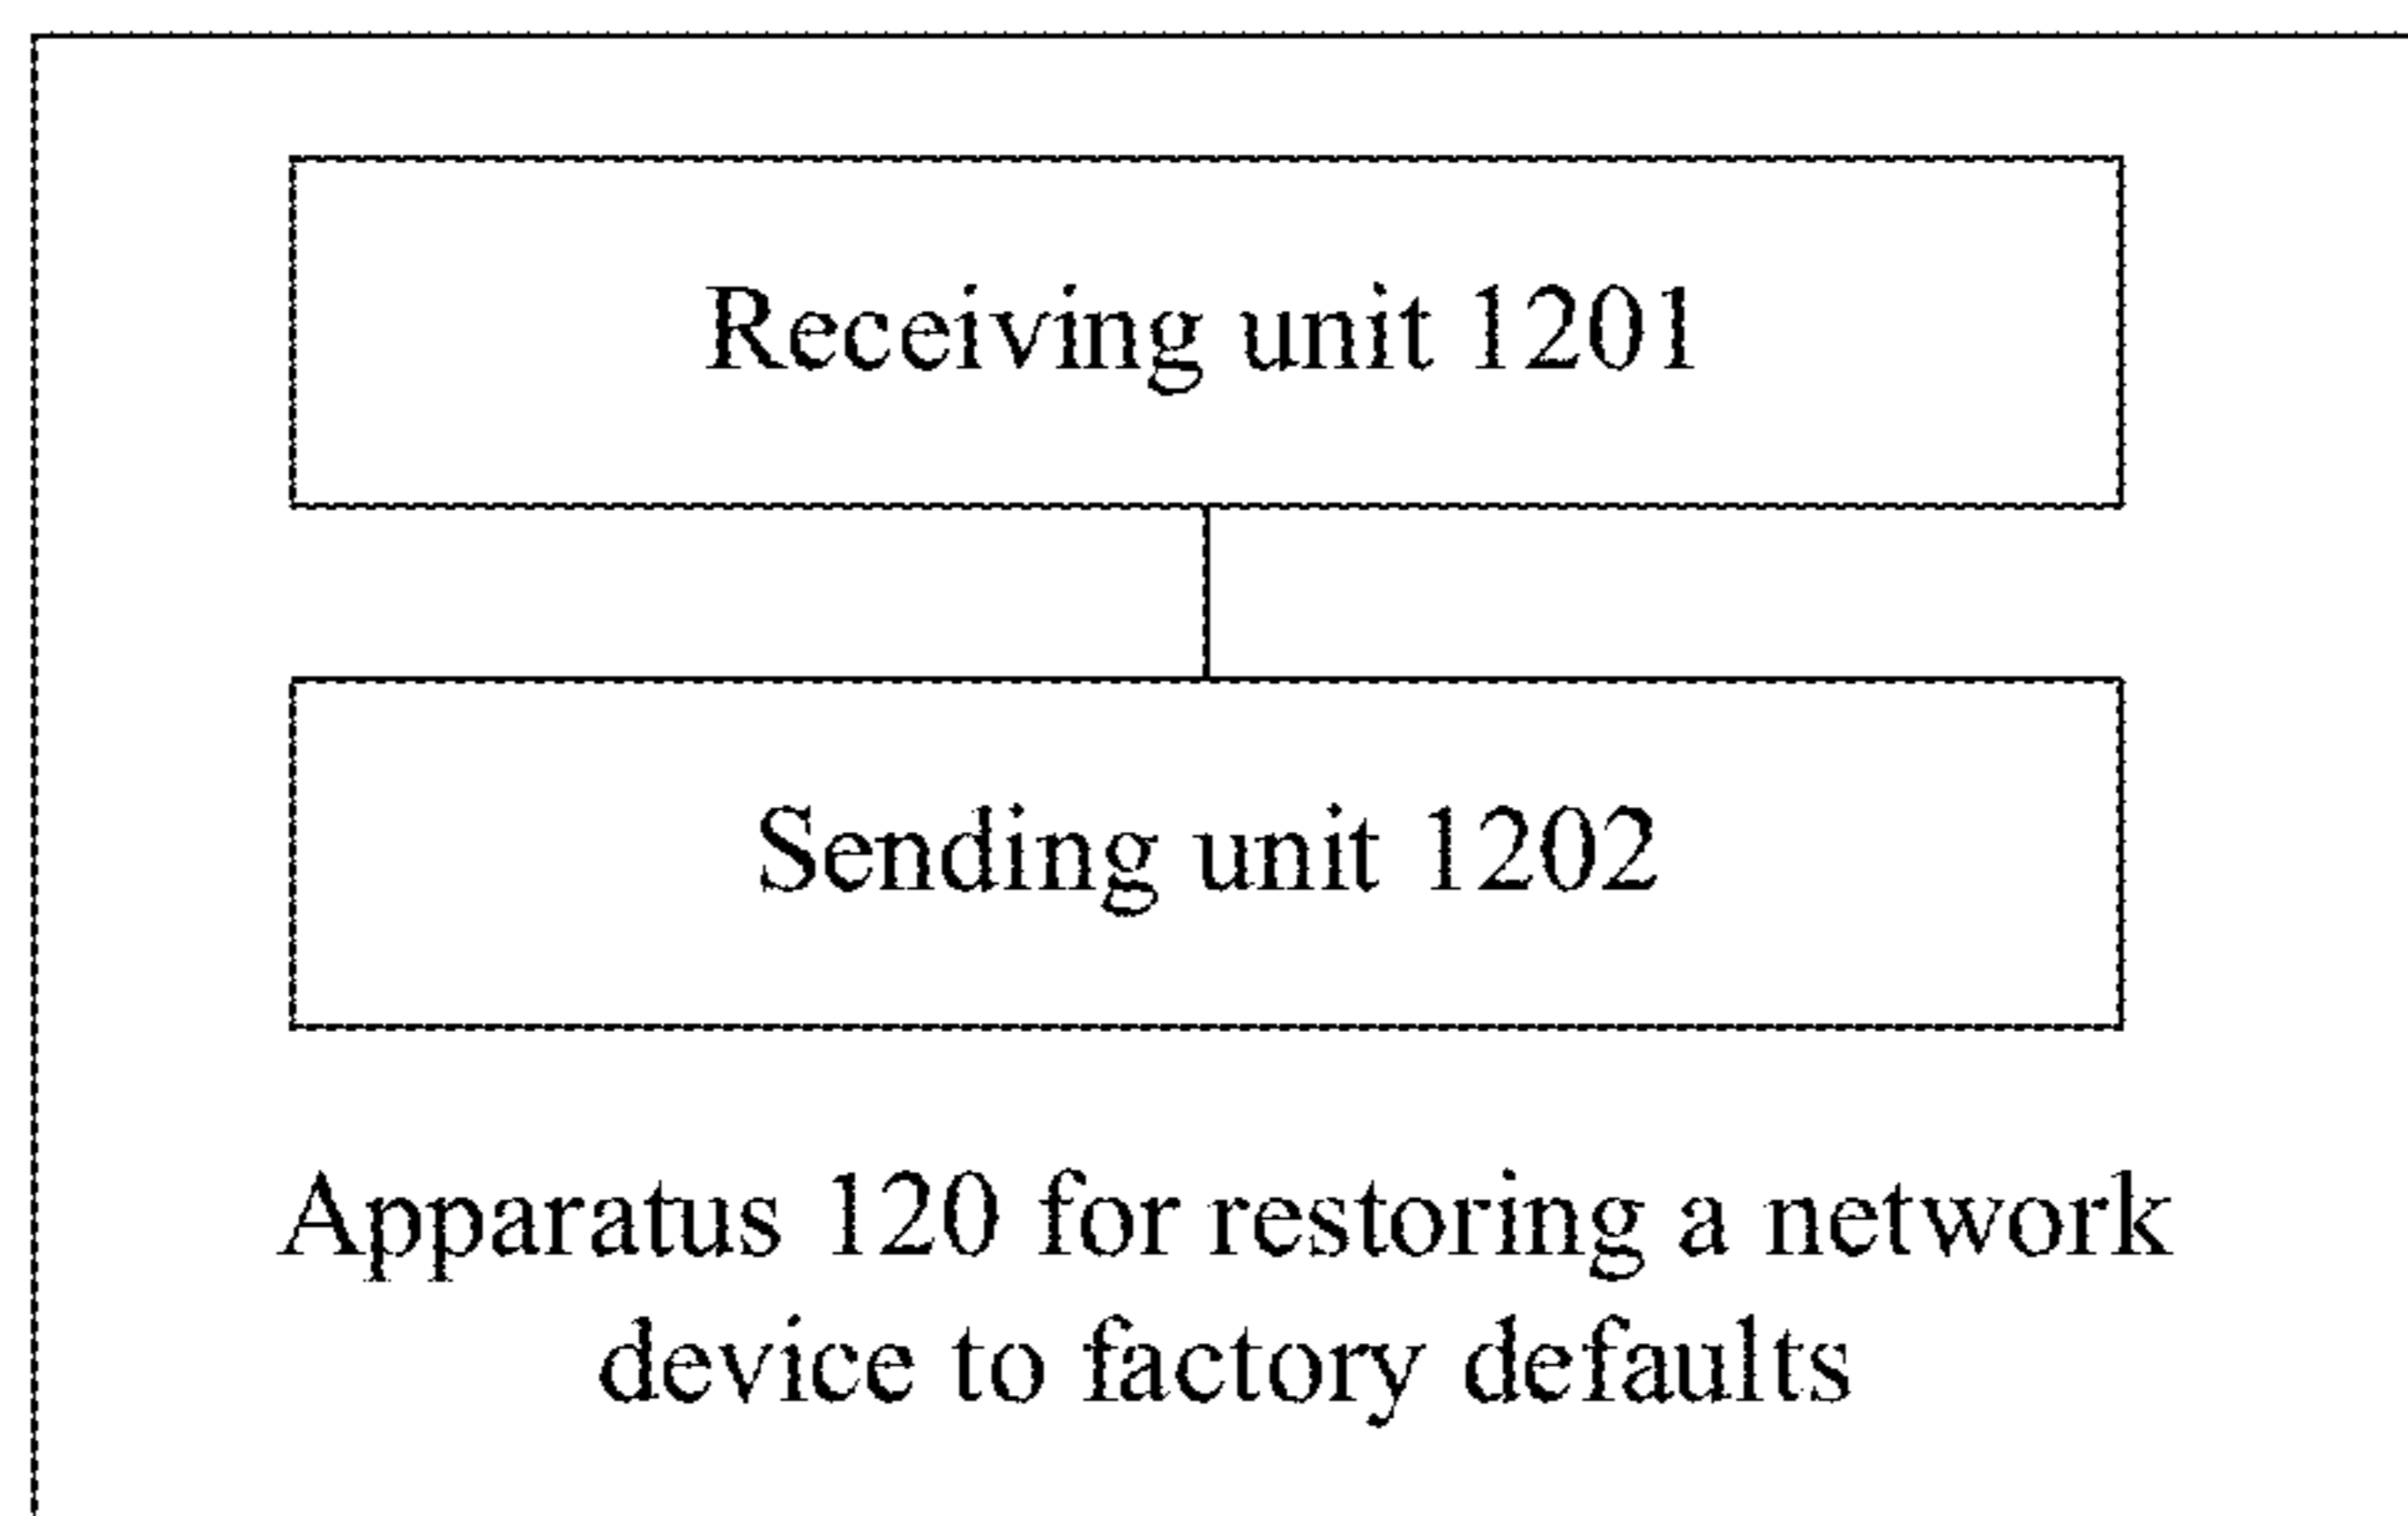 Receiving unit 1201
Sending unit 1202
Apparatus 120 for restoring a network
device to factory defaults